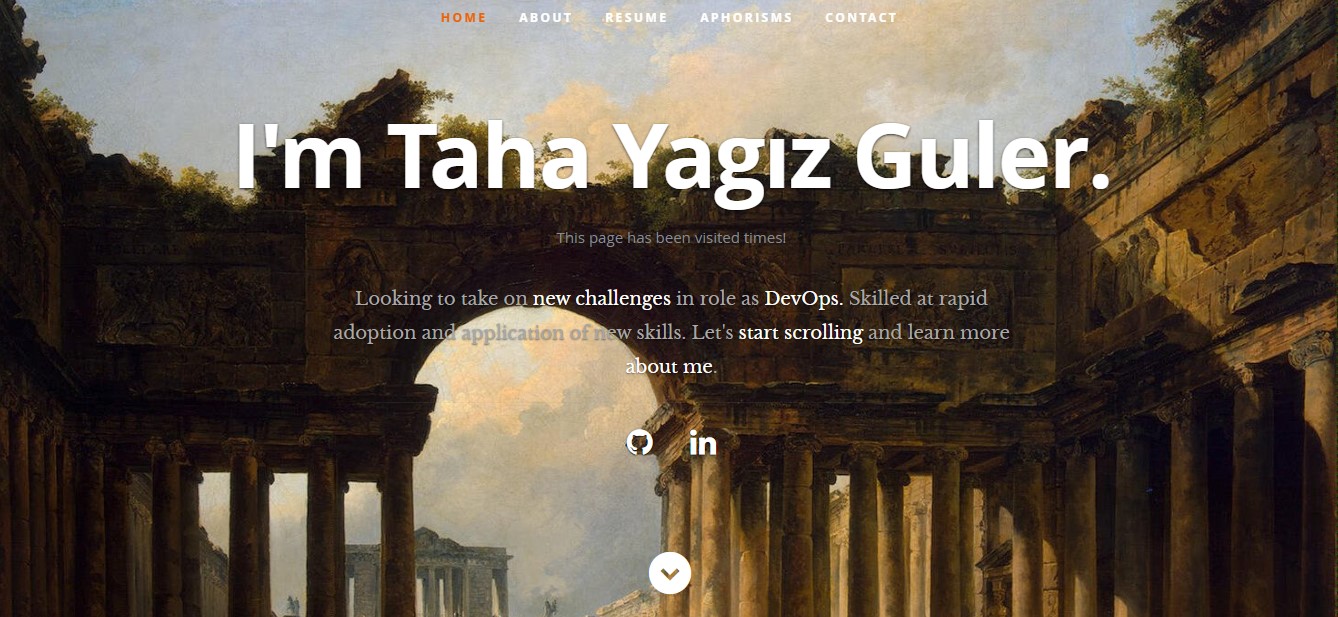 HOME ABOUT RESUME APHORISMS CONTACT
I'm Taha Yagız Guler.
This page has been visited times!
Looking to take on new challenges in role as DevOps. Skilled at rapid
adoption and application of new skills. Let's start scrolling and learn more
about me.
in